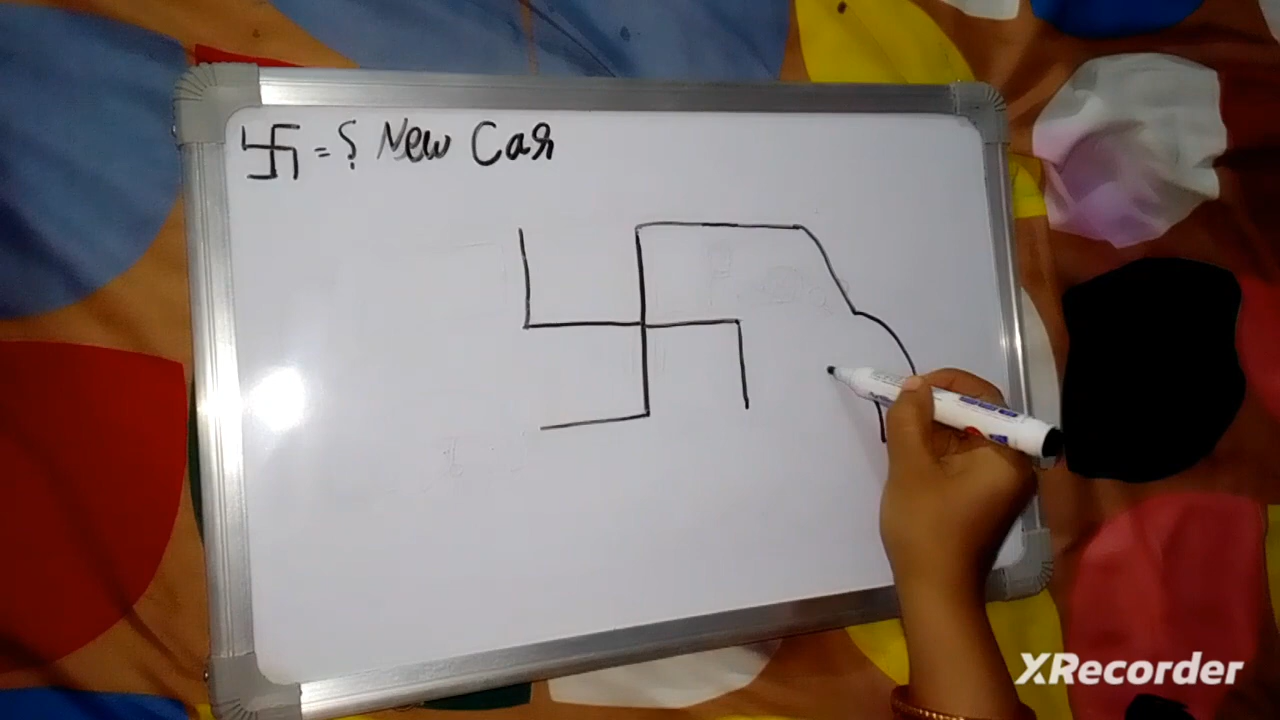 卐 = ? New Car
XRecorder